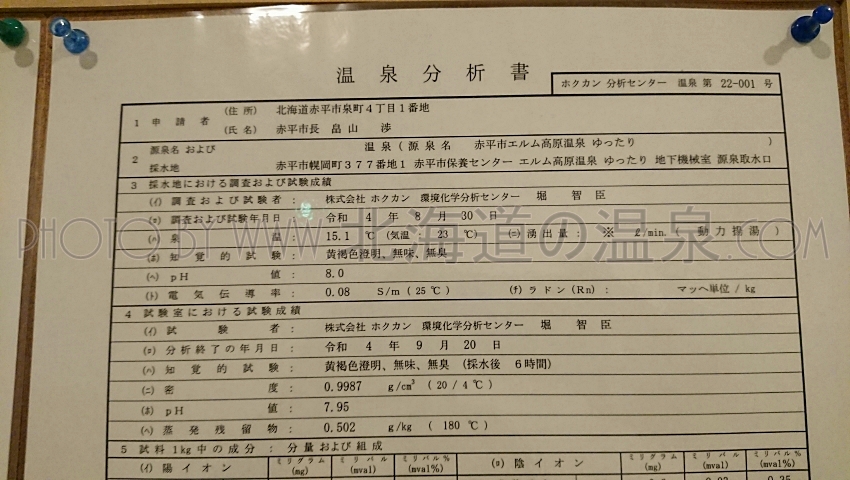 温泉分析書
ホクカン 分析センター 温泉 第 22-001 号
1 申請者 (住所) 北海道赤平市泉町4丁目1番地
(氏名) 赤平市長 畠山 渉
2 源泉名 および 採水地 温泉 ( 源泉名 赤平市エルム高原温泉 ゆったり )
赤平市幌岡町377番地1 赤平市保養センター エルム高原温泉 ゆったり 地下機械室 源泉取水口
3 採水地における調査および試験成績
(イ) 調査および試験者 : 株式会社 ホクカン 環境化学分析センター 堀 智臣
(ロ) 調査および試験年月日 : 令和 4 年 8 月 30 日
(ハ) 泉温 : 15.1 ℃ (気温 : 23 ℃) (ニ) 湧出量 : ※ ℓ/min. ( 動力揚湯 )
(ホ) 知覚的試験 : 黄褐色澄明、無味、無臭
(ヘ) pH値 : 8.0
(ト) 電気伝導率 : 0.08 S/m ( 25℃ ) (チ) ラドン (Rn) : マッヘ単位 / kg
4 試験室における試験成績
(イ) 試験者 : 株式会社 ホクカン 環境化学分析センター 堀 智臣
(ロ) 分析終了の年月日 : 令和 4 年 9 月 20 日
(ハ) 知覚的試験 : 黄褐色澄明、無味、無臭 (採水後 6時間)
(ニ) 密度 : 0.9987 g/cm³ ( 20 / 4℃ )
(ホ) pH値 : 7.95
(ヘ) 蒸発残留物 : 0.502 g/kg ( 180 ℃ )
5 試料1kg中の成分 : 分量および組成
(イ) 陽イオン ミリグラム (mg) ミリバル (mval) ミリバル% (mval%) (ロ) 陰イオン ミリグラム (mg) ミリバル (mval) ミリバル% (mval%)
PHOTO BY WWW.北海道の温泉.COM